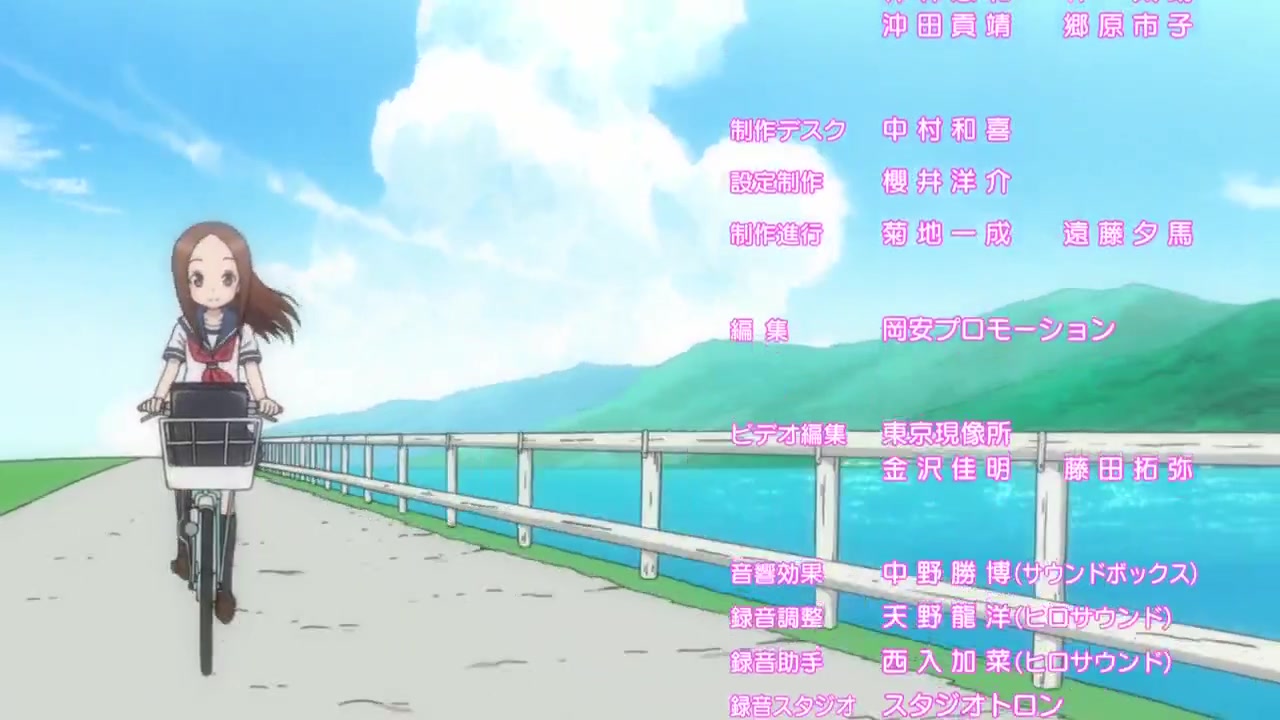 沖田貢靖 郷原市子
制作デスク 中村和喜
設定制作 櫻井洋介
制作進行 菊地一成 遠藤夕馬
編集 岡安プロモーション
ビデオ編集 東京現像所
金沢佳明 藤田拓弥
音響効果 中野勝博(サウンドボックス)
録音調整 天野龍洋(ヒロサウンド)
録音助手 西入加菜(ヒロサウンド)
録音スタジオ スタジオトロン